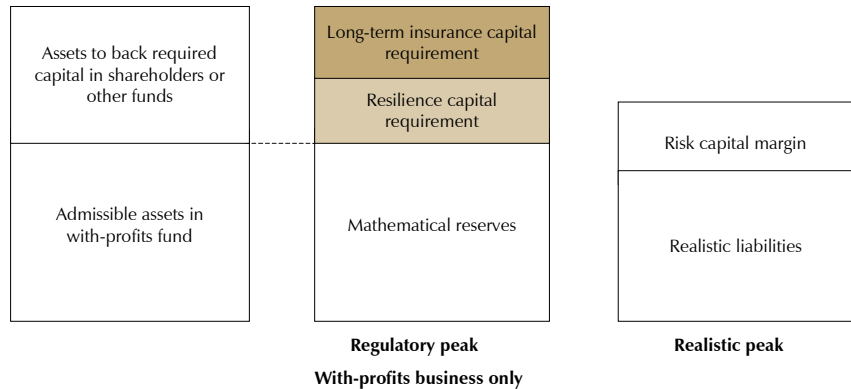 Assets to back required
capital in shareholders or
other funds
Admissible assets in
with-profits fund
Long-term insurance capital
requirement
Resilience capital
requirement
Mathematical reserves
Risk capital margin
Realistic liabilities
Regulatory peak
Realistic peak
With-profits business only